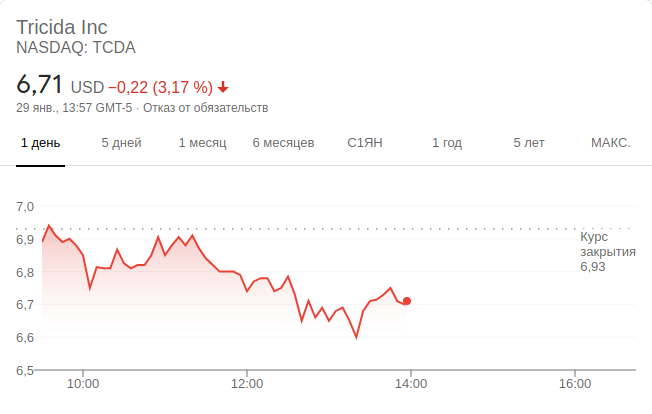 Tricida Inc
NASDAQ: TCDA
6,71 USD −0,22 (3,17 %)
29 янв., 13:57 GMT-5 · Отказ от обязательств
1 день 5 дней 1 месяц 6 месяцев С1ЯН 1 год 5 лет МАКС.
7,0
6,9
6,8
6,7
6,6
6,5
Курс
закрытия
6,93
10:00 12:00 14:00 16:00